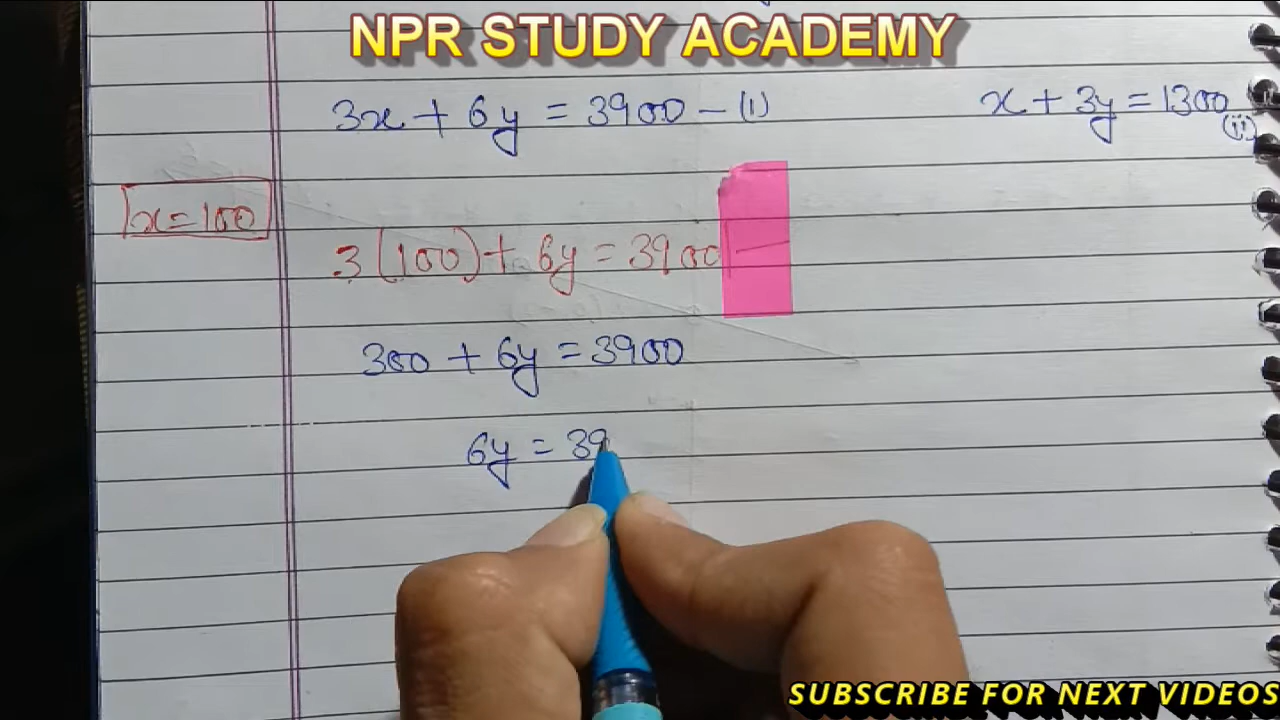 NPR STUDY ACADEMY
3x + 6y = 3900 – (i)
x + 3y = 1300
(ii)
x = 100
3(100) + 6y = 3900
300 + 6y = 3900
6y = 39
SUBSCRIBE FOR NEXT VIDEOS